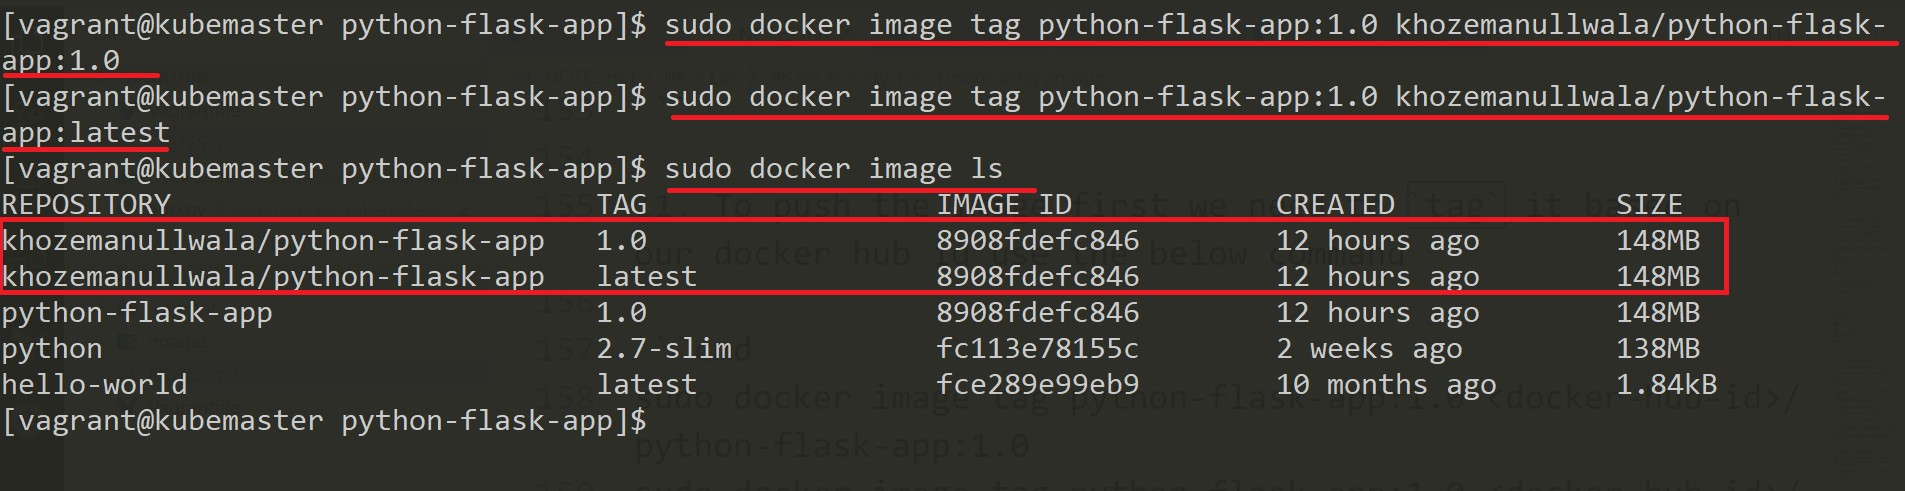 [vagrant@kubemaster python-flask-app]$ sudo docker image tag python-flask-app:1.0 khozemanullwala/python-flask-
app:1.0
[vagrant@kubemaster python-flask-app]$ sudo docker image tag python-flask-app:1.0 khozemanullwala/python-flask-
app:latest
[vagrant@kubemaster python-flask-app]$ sudo docker image ls
REPOSITORY TAG IMAGE ID CREATED SIZE
khozemanullwala/python-flask-app 1.0 8908fdefc846 12 hours ago 148MB
khozemanullwala/python-flask-app latest 8908fdefc846 12 hours ago 148MB
python-flask-app 1.0 8908fdefc846 12 hours ago 148MB
python 2.7-slim fc113e78155c 2 weeks ago 138MB
hello-world latest fce289e99eb9 10 months ago 1.84kB
[vagrant@kubemaster python-flask-app]$